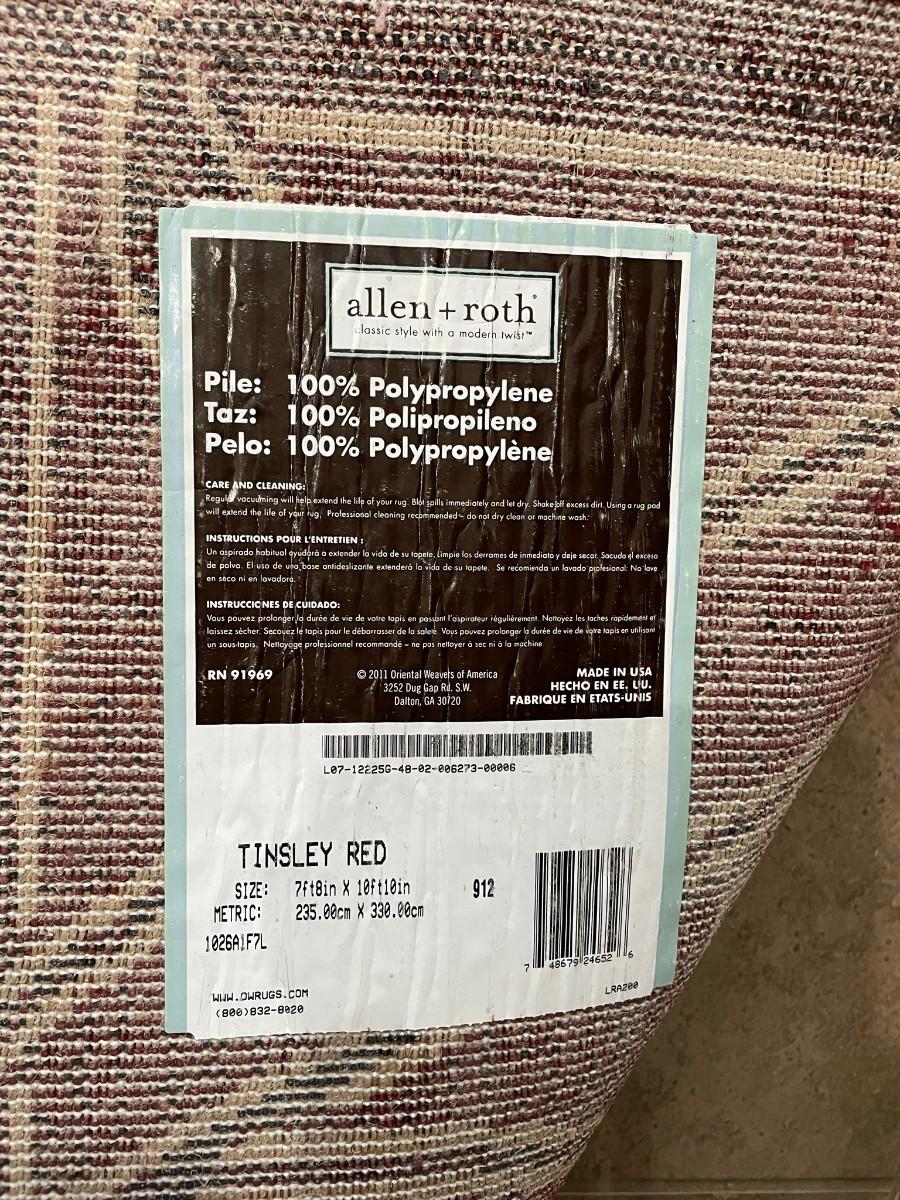 allen + roth®
classic style with a modern twist™
Pile: 100% Polypropylene
Taz: 100% Polipropileno
Pelo: 100% Polypropylène
CARE AND CLEANING:
Regular vacuuming will help extend the life of your rug. Blot spills immediately and let dry. Shake off excess dirt. Using a rug pad
will extend the life of your rug. Professional cleaning recommended – do not dry clean or machine wash.
INSTRUCTIONS POUR L'ENTRETIEN :
Un aspirado habitual ayudará a extender la vida de su tapete. Limpie los derrames de inmediato y deje secar. Sacuda el exceso
de polvo. El uso de una base antideslizante extenderá la vida de su tapete. Se recomienda un lavado profesional: No lave
en seco ni en lavadora.
INSTRUCCIONES DE CUIDADO:
Vous pouvez prolonger la durée de vie de votre tapis en passant l'aspirateur régulièrement. Nettoyez les taches rapidement et
laissez sécher. Secouez le tapis pour le débarrasser de la saleté. Vous pouvez prolonger la durée de vie de votre tapis en utilisant
un sous-tapis. Nettoyage professionnel recommandé – ne pas nettoyer à sec ni à la machine
RN 91969
© 2011 Oriental Weavers of America
3252 Dug Gap Rd. S.W.
Dalton, GA 30720
MADE IN USA
HECHO EN EE. UU.
FABRIQUE EN ETATS-UNIS
L07-12225G-48-02-006273-00006
TINSLEY RED
SIZE: 7ft8in X 10ft10in 912
METRIC: 235.00cm X 330.00cm
1026A1F7L
7 48679 24652 6
WWW.OWRUGS.COM
(800)832-8020
LRA200